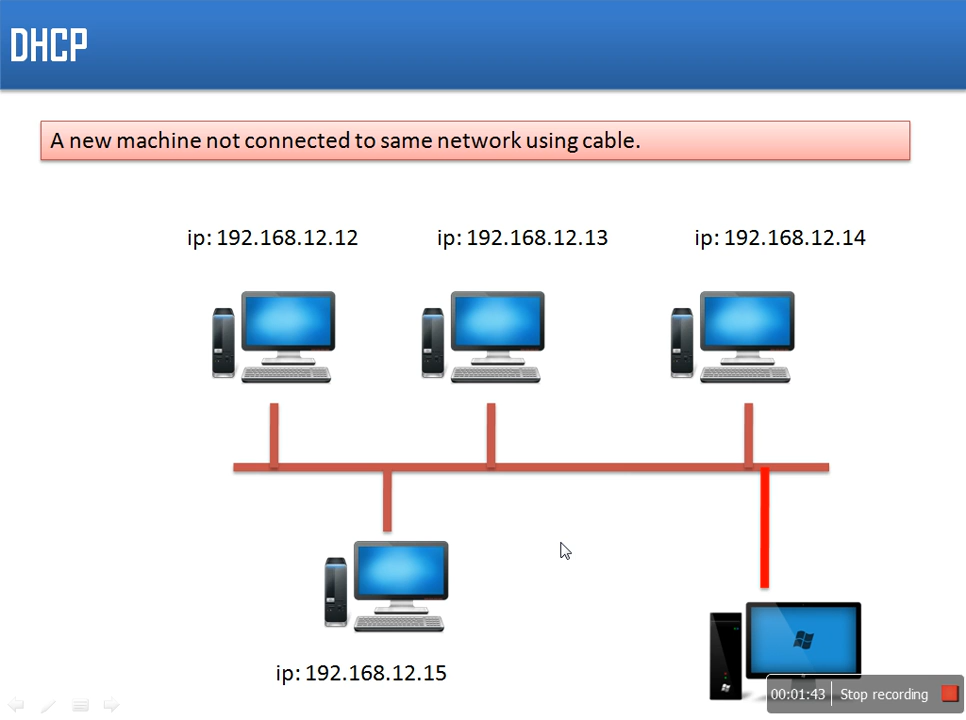 DHCP
A new machine not connected to same network using cable.
ip: 192.168.12.12
ip: 192.168.12.13
ip: 192.168.12.14
ip: 192.168.12.15
00:01:43 Stop recording